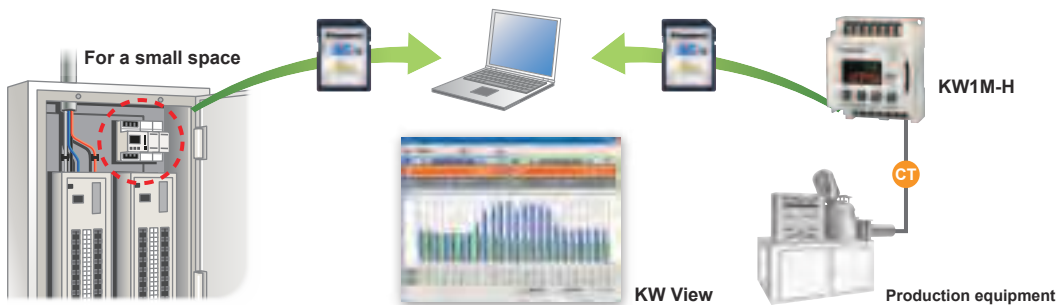 For a small space
KW1M-H
CT
KW View
Production equipment